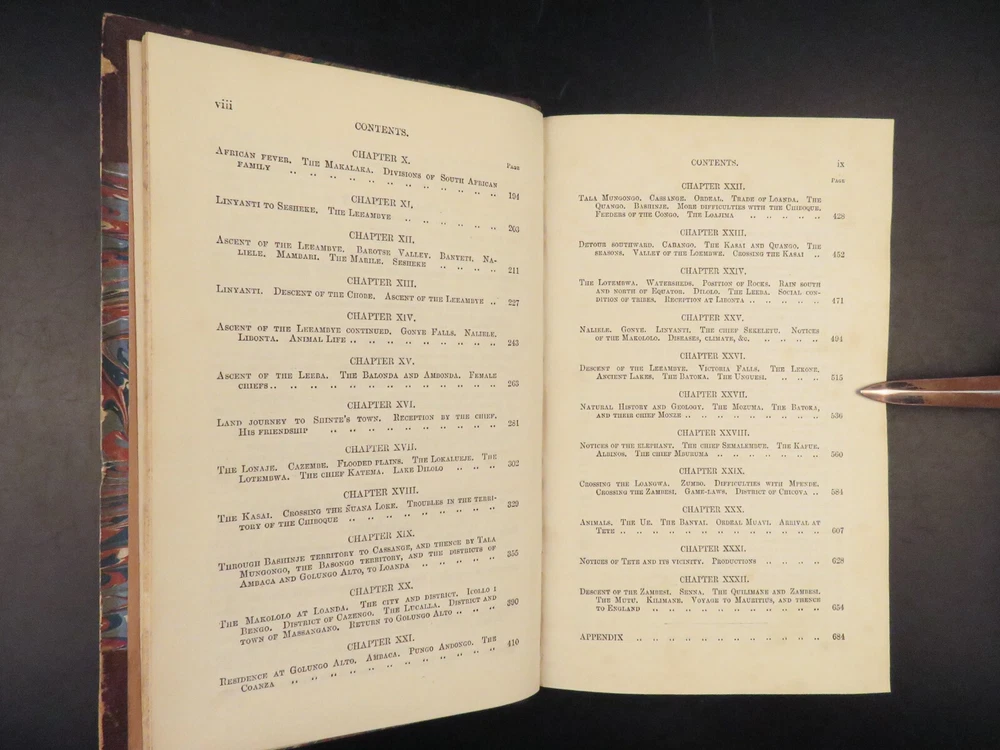 viii
CONTENTS.
CHAPTER X.
Page
African fever. The Makalaka. Divisions of South African
family .. .. .. .. .. .. .. .. .. .. .. 194
CHAPTER XI.
Linyanti to Sesheke. The Leeambye .. .. .. .. .. 203
CHAPTER XII.
Ascent of the Leeambye. Barotse Valley. Banyeti. Na-
liele. Mambari. The Marile. Sesheke .. .. .. .. 211
CHAPTER XIII.
Linyanti. Descent of the Chobe. Ascent of the Leeambye .. 227
CHAPTER XIV.
Ascent of the Leeambye continued. Gonye Falls. Naliele.
Libonta. Animal Life .. .. .. .. .. .. .. .. .. 243
CHAPTER XV.
Ascent of the Leeba. The Balonda and Ambonda. Female
chiefs .. .. .. .. .. .. .. .. .. .. .. .. .. 263
CHAPTER XVI.
Land journey to Shinte's town. Reception by the chief.
His friendship .. .. .. .. .. .. .. .. .. .. 281
CHAPTER XVII.
The Lonaje. Cazembe. Flooded plains. The Lokalueje. The
Lotembwa. The chief Katema. Lake Dilolo .. .. .. 302
CHAPTER XVIII.
The Kasai. Crossing the Nuana Loke. Troubles in the terri-
tory of the Chiboque .. .. .. .. .. .. .. .. 329
CHAPTER XIX.
Through Bashinje territory to Cassange, and thence by Tala
Mungongo, the Basongo territory, and the districts of
Ambaca and Golungo Alto, to Loanda .. .. .. .. .. 355
CHAPTER XX.
The Makololo at Loanda. The city and district. Icollo i
Bengo. District of Cazengo. The Lucalla. District and
town of Massangano. Return to Golungo Alto .. .. .. 390
CHAPTER XXI.
Residence at Golungo Alto. Ambaca. Pungo Andongo. The
Coanza .. .. .. .. .. .. .. .. .. .. .. 410
CONTENTS. ix
Page
CHAPTER XXII.
Tala Mungongo. Cassange. Ordeal. Trade of Loanda. The
Quango. Bashinje. More difficulties with the Chiboque.
Feeders of the Congo. The Loajima .. .. .. .. .. 428
CHAPTER XXIII.
Detour southward. Cabango. The Kasai and Quango. The
seasons. Valley of the Loembwe. Crossing the Kasai .. 452
CHAPTER XXIV.
The Lotembwa. Watersheds. Position of Rocks. Rain south
and north of Equator. Dilolo. The Leeba. Social con-
dition of tribes. Reception at Libonta .. .. .. .. .. 471
CHAPTER XXV.
Naliele. Gonye. Linyanti. The chief Sekeletu. Notices
of the Makololo. Diseases, climate, &c. .. .. .. .. 494
CHAPTER XXVI.
Descent of the Leeambye. Victoria Falls. The Lekone.
Ancient Lakes. The Batoka. The Unguesi. .. .. .. 515
CHAPTER XXVII.
Natural History and Geology. The Mozuma. The Batoka,
and their chief Monze .. .. .. .. .. .. .. .. 536
CHAPTER XXVIII.
Notices of the elephant. The chief Semalembue. The Kafue.
Albinos. The chief Mburuma .. .. .. .. .. .. .. 560
CHAPTER XXIX.
Crossing the Loangwa. Zumbo. Difficulties with Mpende.
Crossing the Zambesi. Game-laws. District of Chicova .. 584
CHAPTER XXX.
Animals. The Ue. The Banyai. Ordeal Muavi. Arrival at
Tete .. .. .. .. .. .. .. .. .. .. .. .. .. 607
CHAPTER XXXI.
Notices of Tete and its vicinity. Productions .. .. .. .. 628
CHAPTER XXXII.
Descent of the Zambesi. Senna. The Quilimane and Zambesi.
The Mutu. Kilimane. Voyage to Mauritius, and thence
to England .. .. .. .. .. .. .. .. .. .. .. 654
APPENDIX .. .. .. .. .. .. .. .. .. .. .. 684